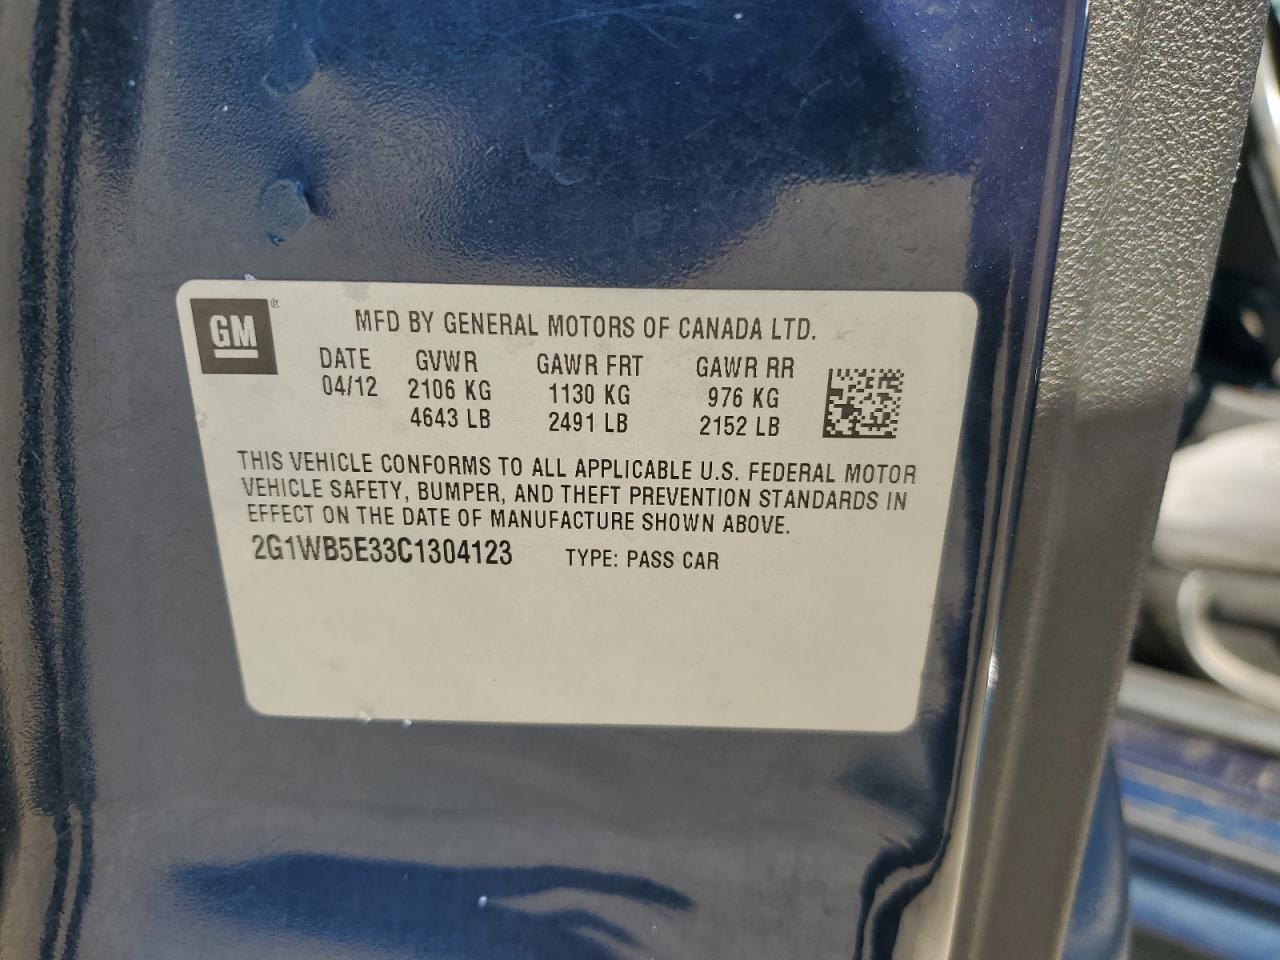 GM ®
MFD BY GENERAL MOTORS OF CANADA LTD.
DATE GVWR GAWR FRT GAWR RR
04/12 2106 KG 1130 KG 976 KG
4643 LB 2491 LB 2152 LB
THIS VEHICLE CONFORMS TO ALL APPLICABLE U.S. FEDERAL MOTOR
VEHICLE SAFETY, BUMPER, AND THEFT PREVENTION STANDARDS IN
EFFECT ON THE DATE OF MANUFACTURE SHOWN ABOVE.
2G1WB5E33C1304123 TYPE: PASS CAR